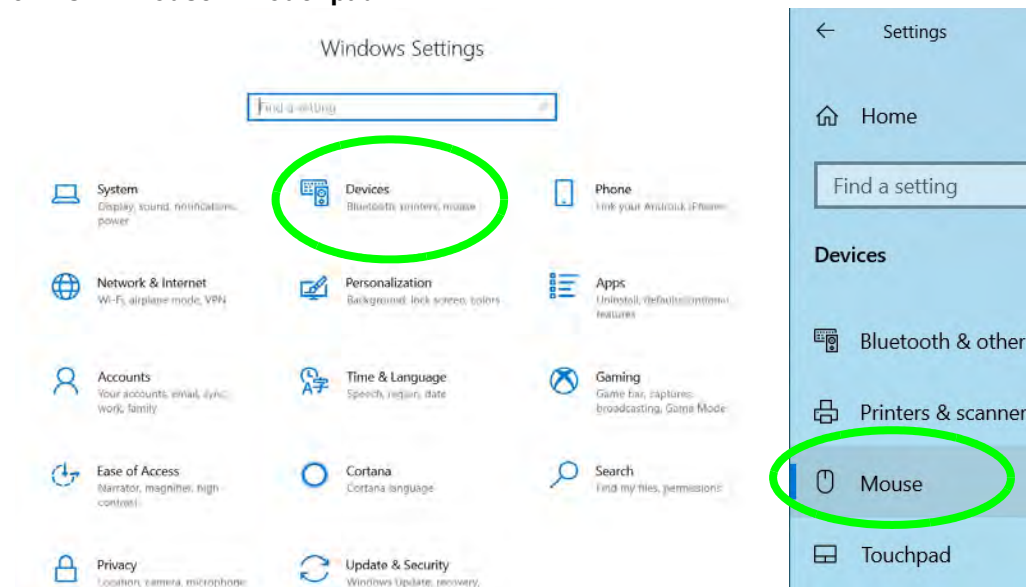 Windows Settings
Find a setting
System
Display, sound, notifications, power
Devices
Bluetooth, printers, mouse
Phone
Link your Android, iPhone
Network & Internet
Wi-Fi, airplane mode, VPN
Personalization
Background, lock screen, colors
Apps
Uninstall, defaults, optional features
Accounts
Your accounts, email, sync, work, family
Time & Language
Speech, region, date
Gaming
Game bar, captures, broadcasting, Game Mode
Ease of Access
Narrator, magnifier, high contrast
Cortana
Cortana language
Search
Find my files, permissions
Privacy
Location, camera, microphone
Update & Security
Windows Update, recovery,
Settings
Home
Find a setting
Devices
Bluetooth & other
Printers & scanner
Mouse
Touchpad